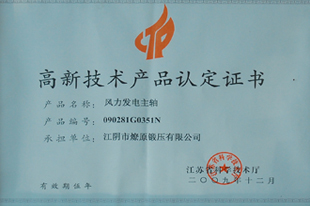 高新技术产品认定证书
产品名称： 风力发电主轴
产品编号： 090281G0351N
承担单位： 江阴市燎源锻压有限公司
江苏省科学技术厅
二〇〇九年十二月
有效期伍年